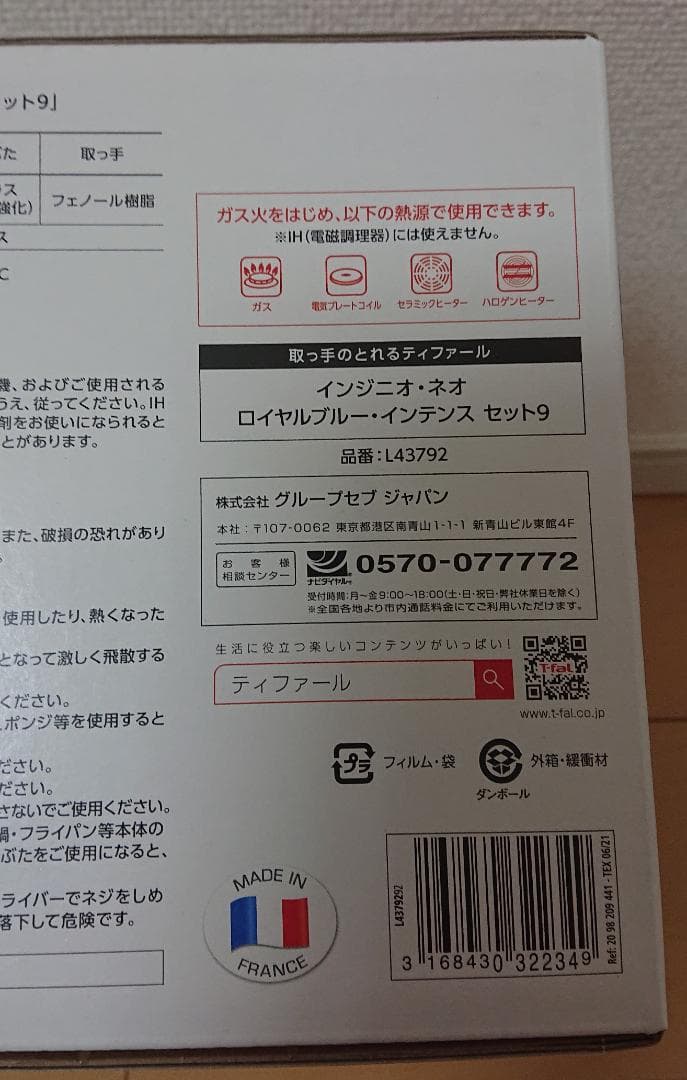 ット9』
ぶた 取っ手
強化) フェノール樹脂
ス
℃
機、およびご使用される
うえ、従ってください。IH
剤をお使いになられると
とがあります。
また、破損の恐れがあり
使用したり、熱くなった
となって激しく飛散する
ください。
スポンジ等を使用すると
ださい。
ださい。
さないでご使用ください。
鍋・フライパン等本体の
ぶたをご使用になると、
ライバーでネジをしめ
落下して危険です。
ガス火をはじめ、以下の熱源で使用できます。
※IH(電磁調理器)には使えません。
ガス 電気プレートコイル セラミックヒーター ハロゲンヒーター
取っ手のとれるティファール
インジニオ・ネオ
ロイヤルブルー・インテンス セット9
品番:L43792
株式会社 グループセブ ジャパン
本社:〒107-0062 東京都港区南青山1-1-1 新青山ビル東館4F
お客様
相談センター
ナビダイヤル®
0570-077772
受付時間:月〜金9:00〜18:00(土・日・祝日・弊社休業日を除く)
※全国各地より市内通話料金にてご利用いただけます。
生活に役立つ楽しいコンテンツがいっぱい!
ティファール
T-fal
www.t-fal.co.jp
プラ フィルム・袋
ダンボール
外箱・緩衝材
MADE IN
FRANCE
L4379292
3 168430 322349
Ref: 20 98 209 441 - TEX 06/21